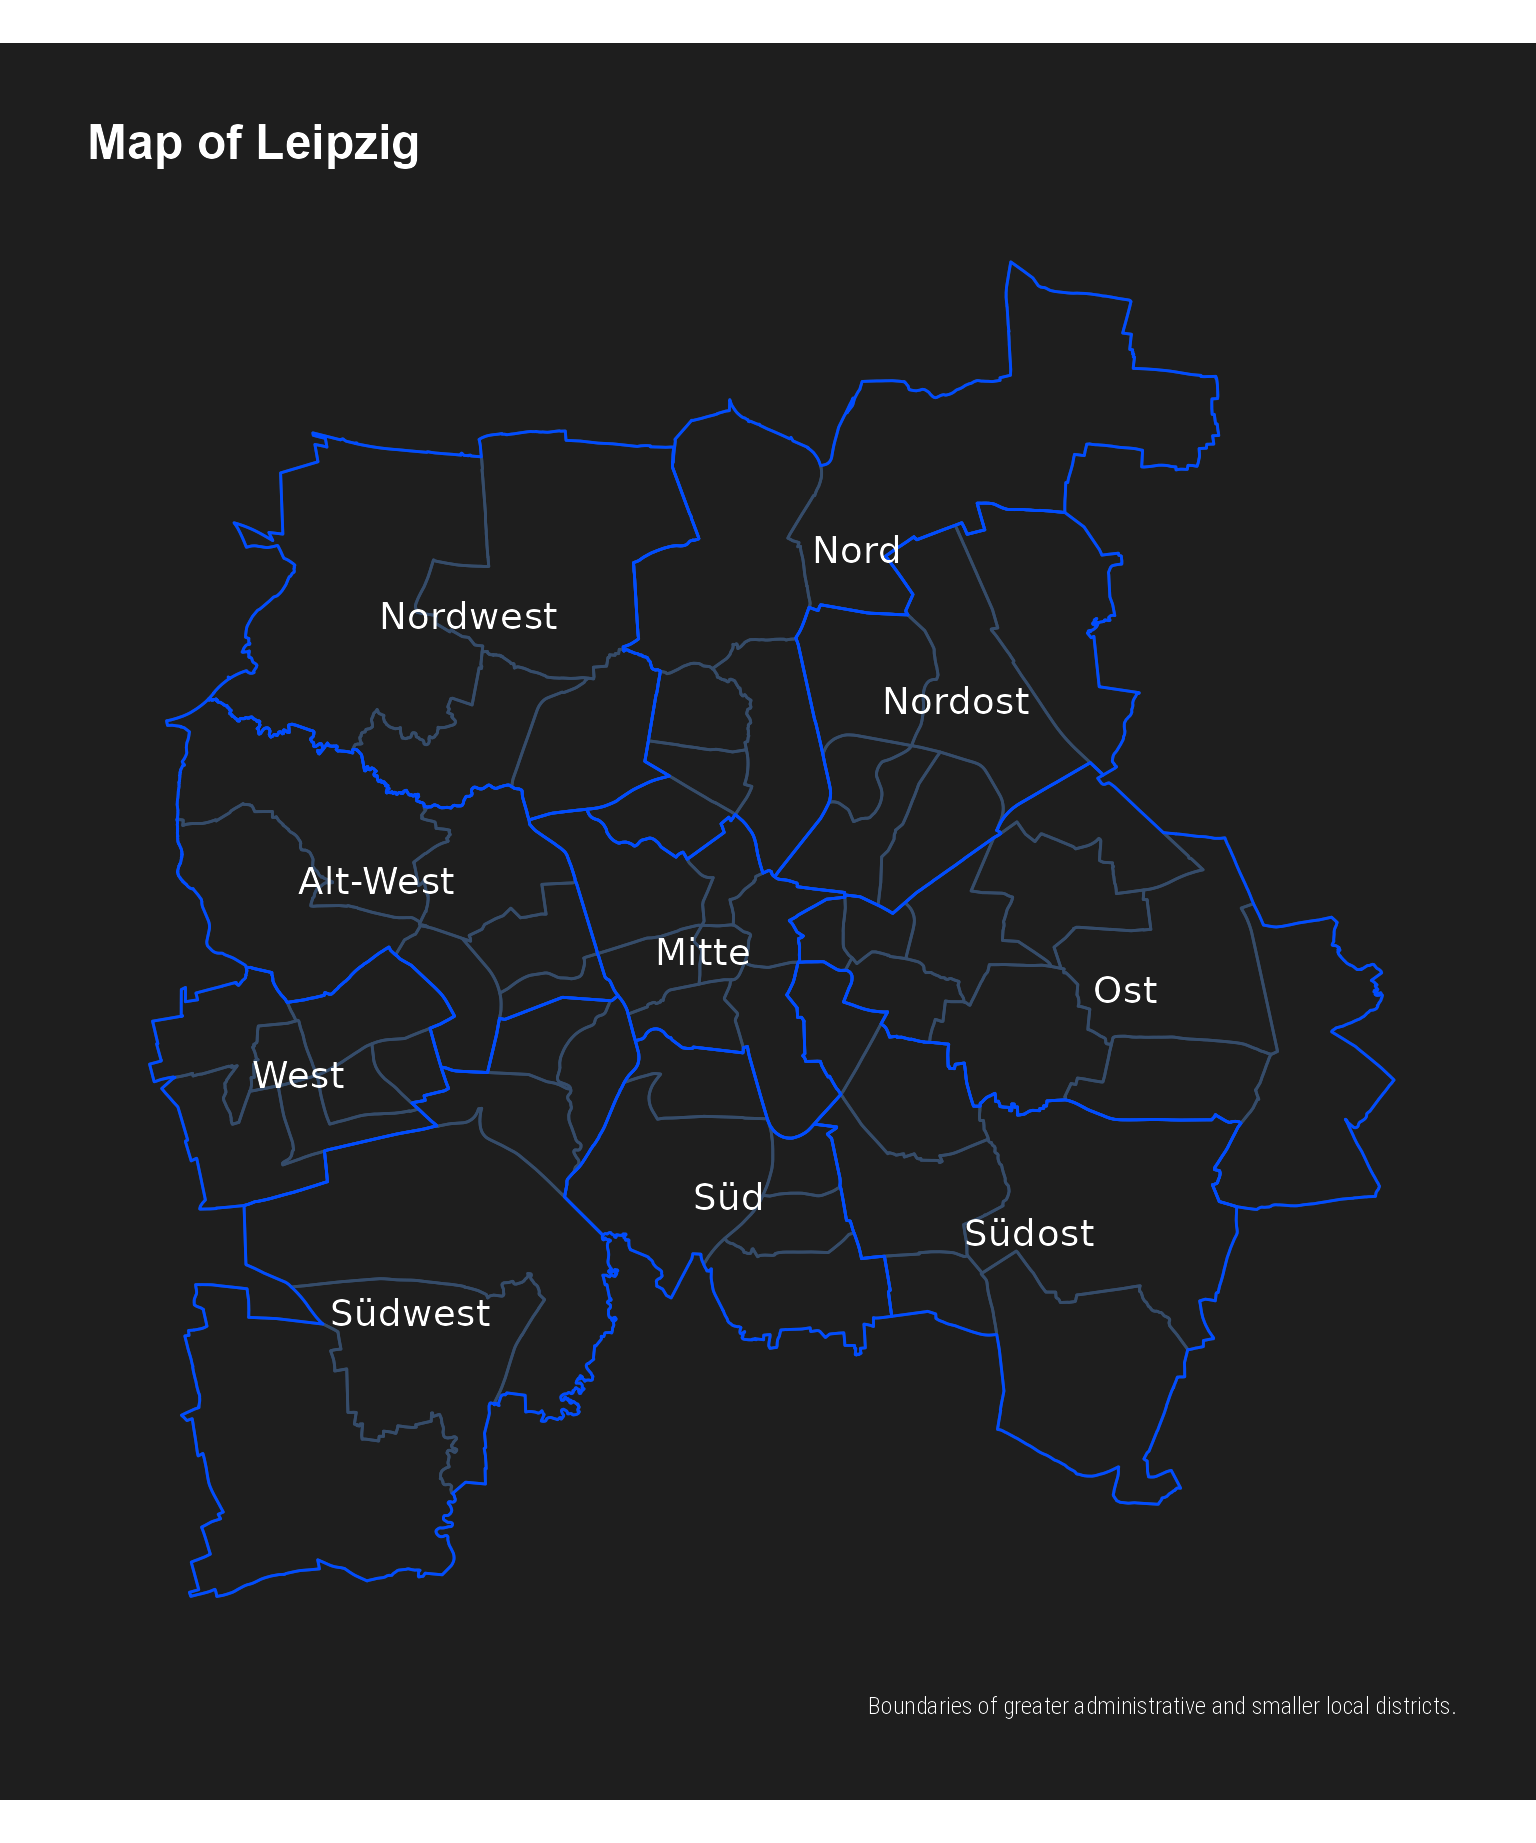 Map of Leipzig
Nord
Nordwest
Nordost
Alt-West
Mitte
Ost
West
Süd
Südost
Südwest
Boundaries of greater administrative and smaller local districts.